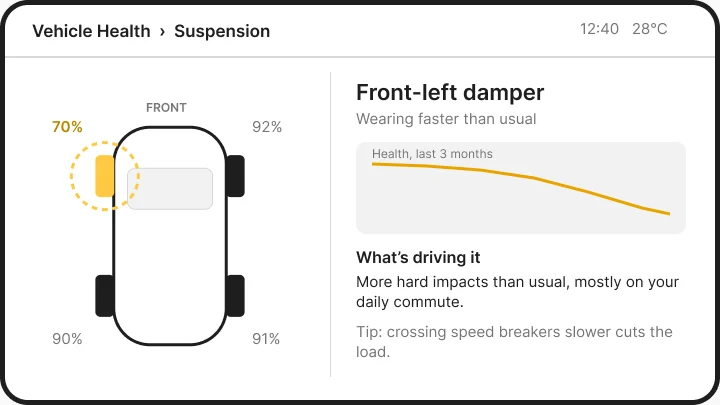 Vehicle Health › Suspension
12:40 28°C
FRONT
70%
92%
90%
91%
Front-left damper
Wearing faster than usual
Health, last 3 months
What’s driving it
More hard impacts than usual, mostly on your
daily commute.
Tip: crossing speed breakers slower cuts the
load.